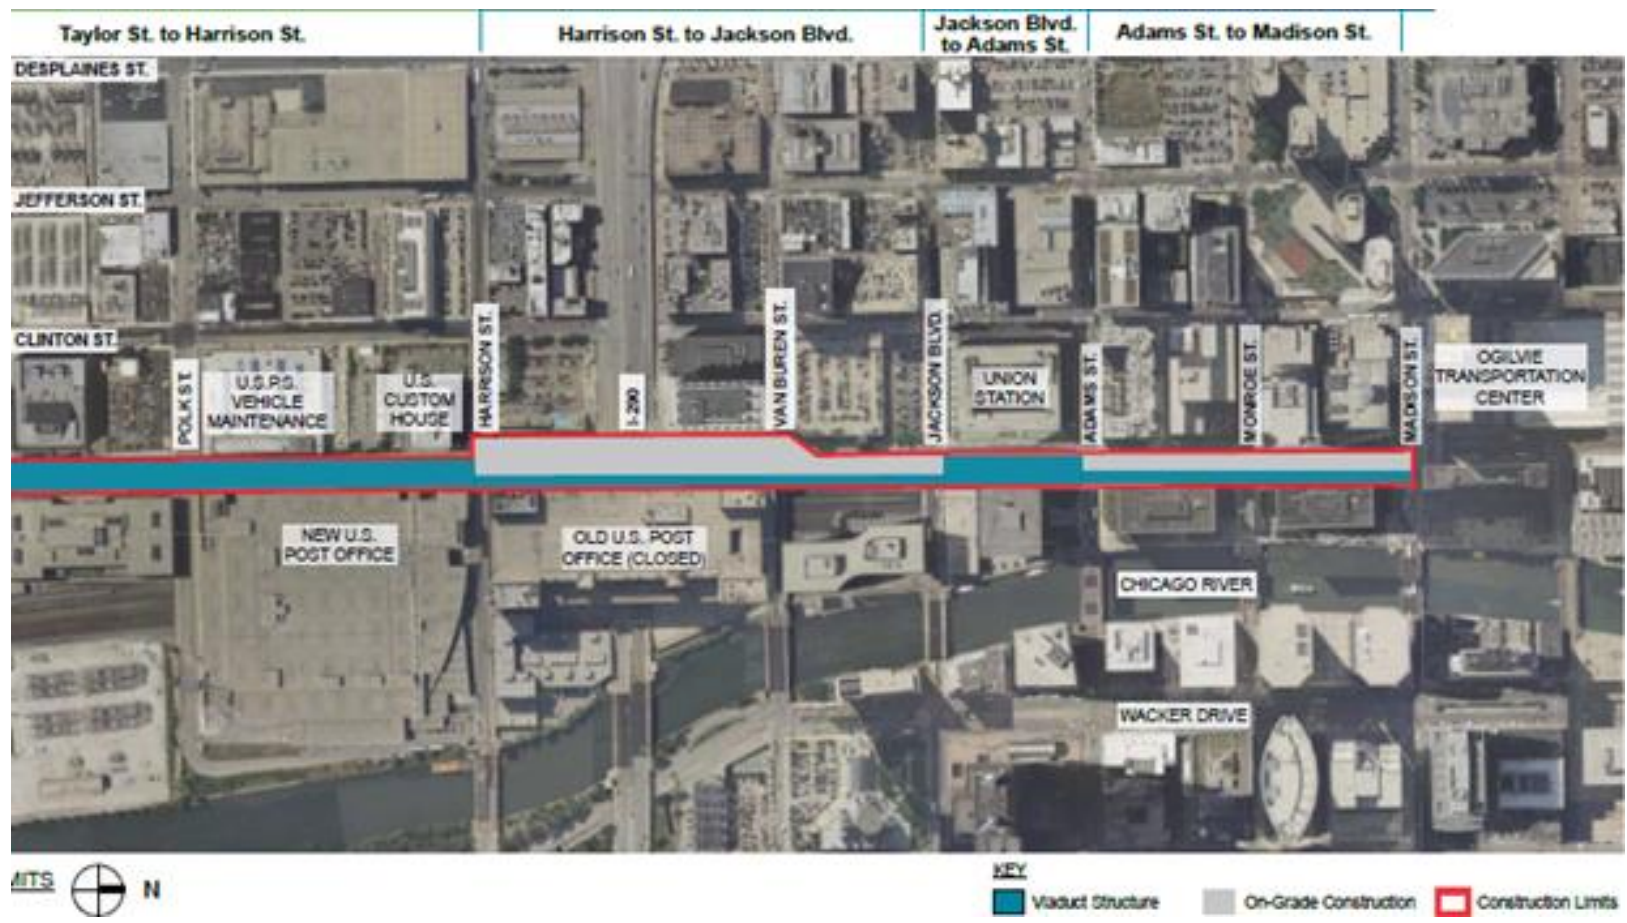 Taylor St. to Harrison St.
Harrison St. to Jackson Blvd.
Jackson Blvd.
to Adams St.
Adams St. to Madison St.
DESPLAINES ST.
JEFFERSON ST.
CLINTON ST.
POLK ST.
U.S.P.S.
VEHICLE
MAINTENANCE
U.S.
CUSTOM
HOUSE
HARRISON ST.
I-290
VAN BUREN ST.
JACKSON BLVD.
UNION
STATION
ADAMS ST.
MONROE ST.
MADISON ST.
OGILVIE
TRANSPORTATION
CENTER
NEW U.S.
POST OFFICE
OLD U.S. POST
OFFICE (CLOSED)
CHICAGO RIVER
WACKER DRIVE
MITS
N
KEY
Viaduct Structure
On-Grade Construction
Construction Limits